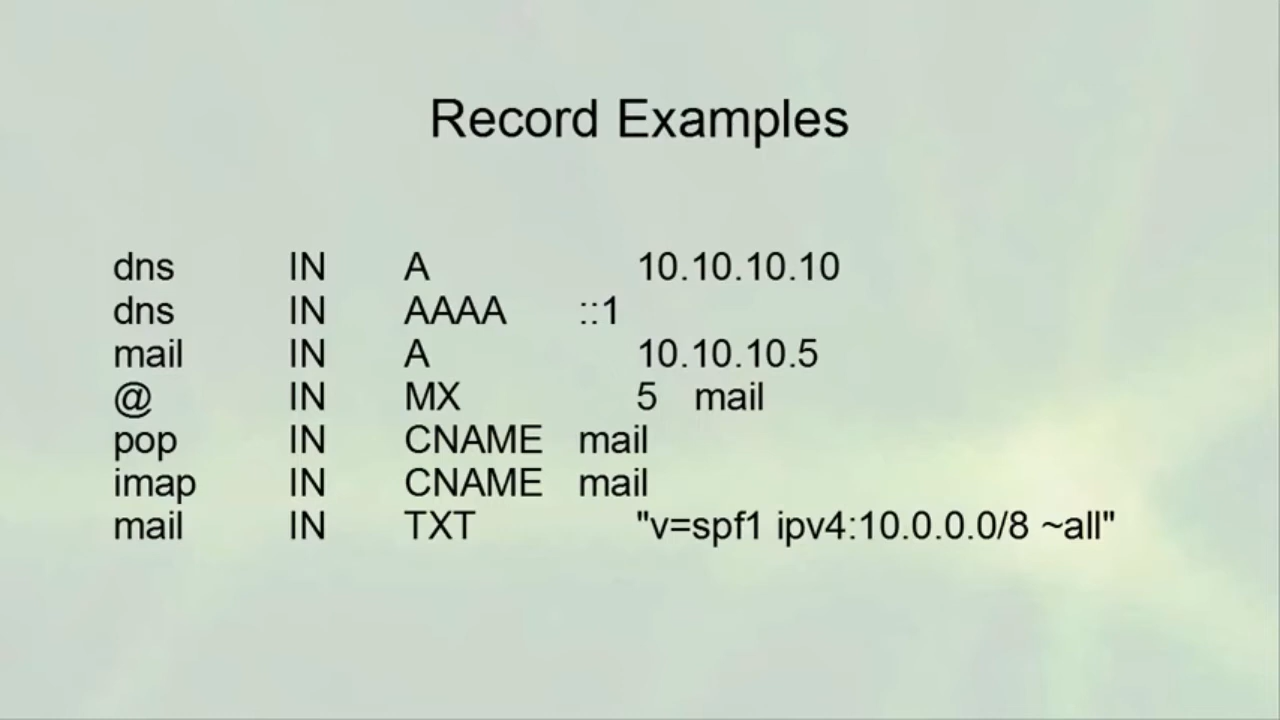 Record Examples
dns IN A 10.10.10.10
dns IN AAAA ::1
mail IN A 10.10.10.5
@ IN MX 5 mail
pop IN CNAME mail
imap IN CNAME mail
mail IN TXT "v=spf1 ipv4:10.0.0.0/8 ~all"